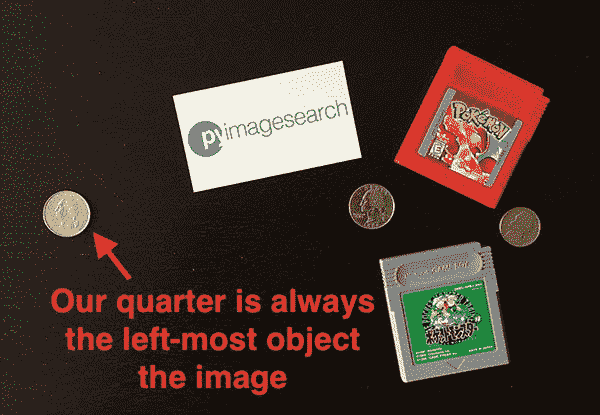 pyimagesearch
POKéMON
Our quarter is always
the left-most object
the image